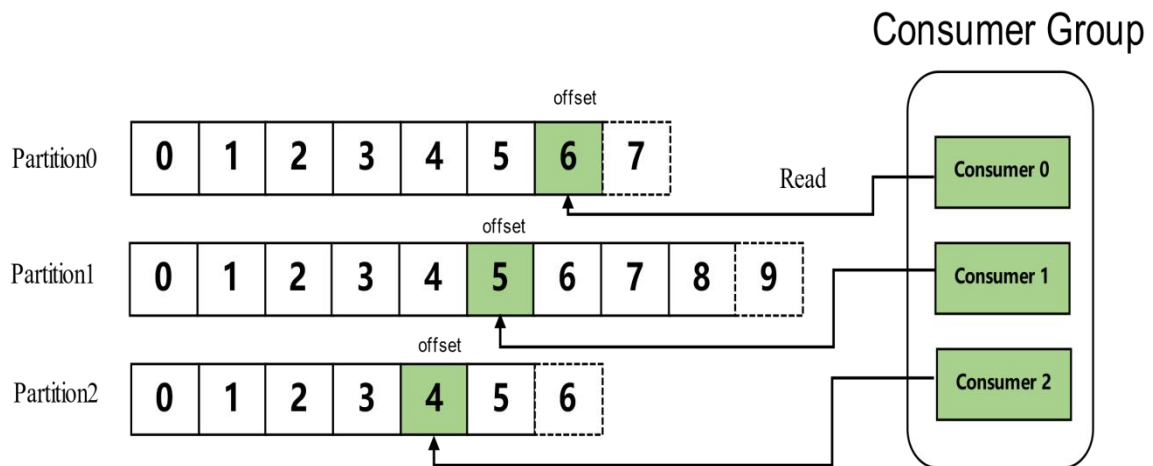 Consumer Group
offset
Partition0 0 1 2 3 4 5 6 7
Read
Consumer 0
offset
Partition1 0 1 2 3 4 5 6 7 8 9
Consumer 1
offset
Partition2 0 1 2 3 4 5 6
Consumer 2